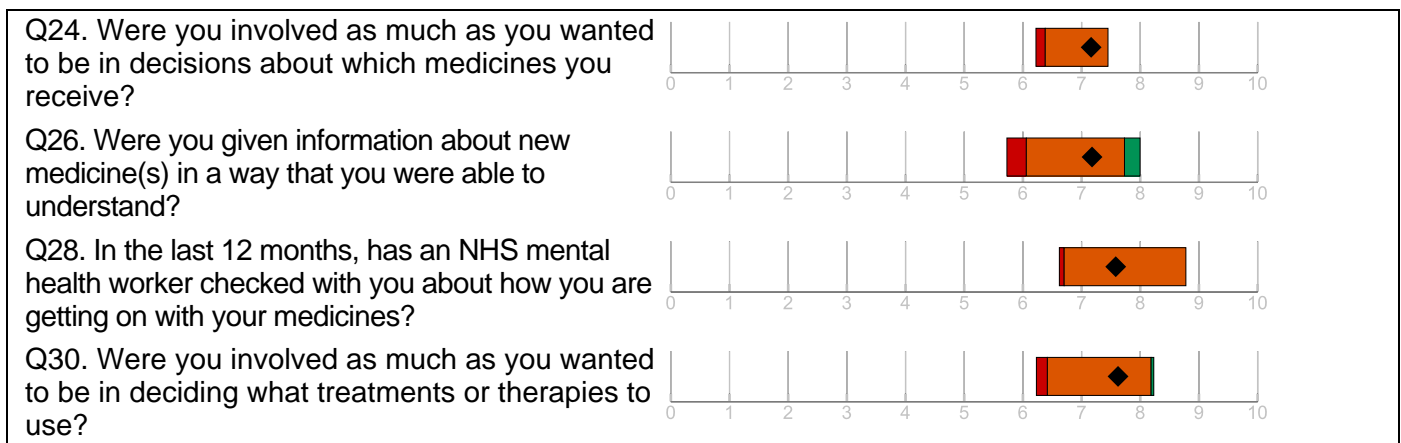 Q24. Were you involved as much as you wanted
to be in decisions about which medicines you
receive?
0 1 2 3 4 5 6 7 8 9 10
Q26. Were you given information about new
medicine(s) in a way that you were able to
understand?
0 1 2 3 4 5 6 7 8 9 10
Q28. In the last 12 months, has an NHS mental
health worker checked with you about how you are
getting on with your medicines?
0 1 2 3 4 5 6 7 8 9 10
Q30. Were you involved as much as you wanted
to be in deciding what treatments or therapies to
use?
0 1 2 3 4 5 6 7 8 9 10